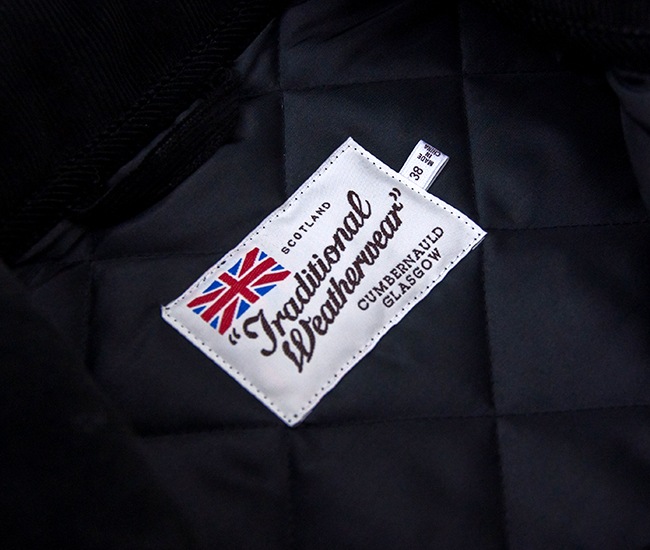 SCOTLAND
“Traditional
Weatherwear”
CUMBERNAULD
GLASGOW
38
MADE
IN
CHINA